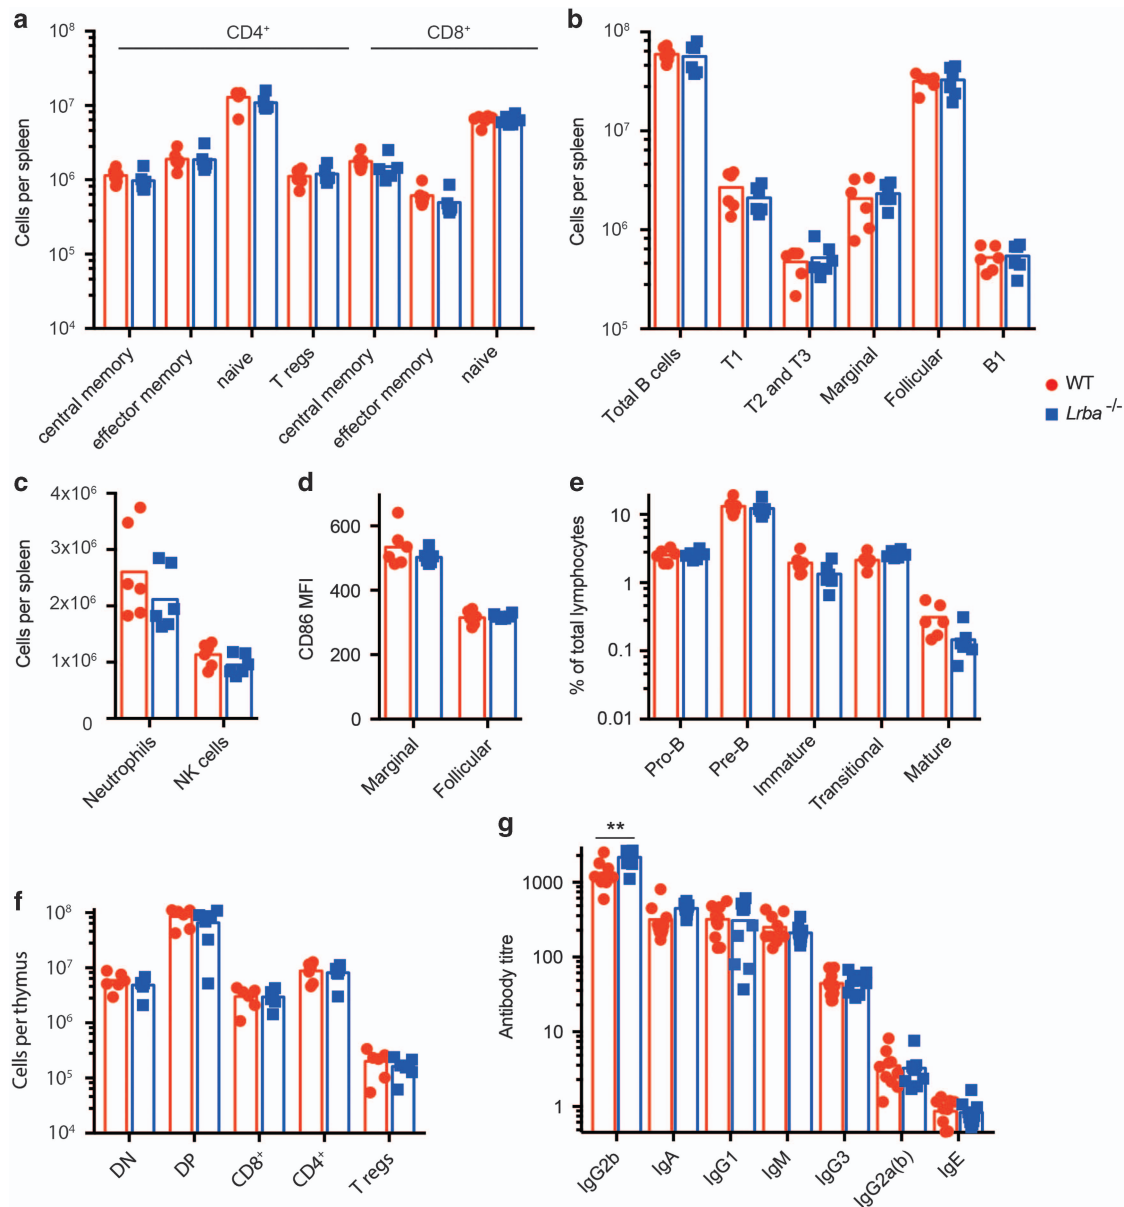 a
CD4⁺
CD8⁺
Cells per spleen
10⁸
10⁷
10⁶
10⁵
10⁴
central memory
effector memory
naive
T regs
central memory
effector memory
naive
b
Cells per spleen
10⁸
10⁷
10⁶
10⁵
Total B cells
T1
T2 and T3
Marginal
Follicular
B1
WT
Lrba⁻/⁻
c
Cells per spleen
4x10⁶
3x10⁶
2x10⁶
1x10⁶
0
Neutrophils
NK cells
d
CD86 MFI
600
400
200
0
Marginal
Follicular
e
% of total lymphocytes
10
1
0.1
0.01
Pro-B
Pre-B
Immature
Transitional
Mature
f
Cells per thymus
10⁸
10⁷
10⁶
10⁵
10⁴
DN
DP
CD8⁺
CD4⁺
T regs
g
**
Antibody titre
1000
100
10
1
IgG2b
IgA
IgG1
IgM
IgG3
IgG2a(b)
IgE